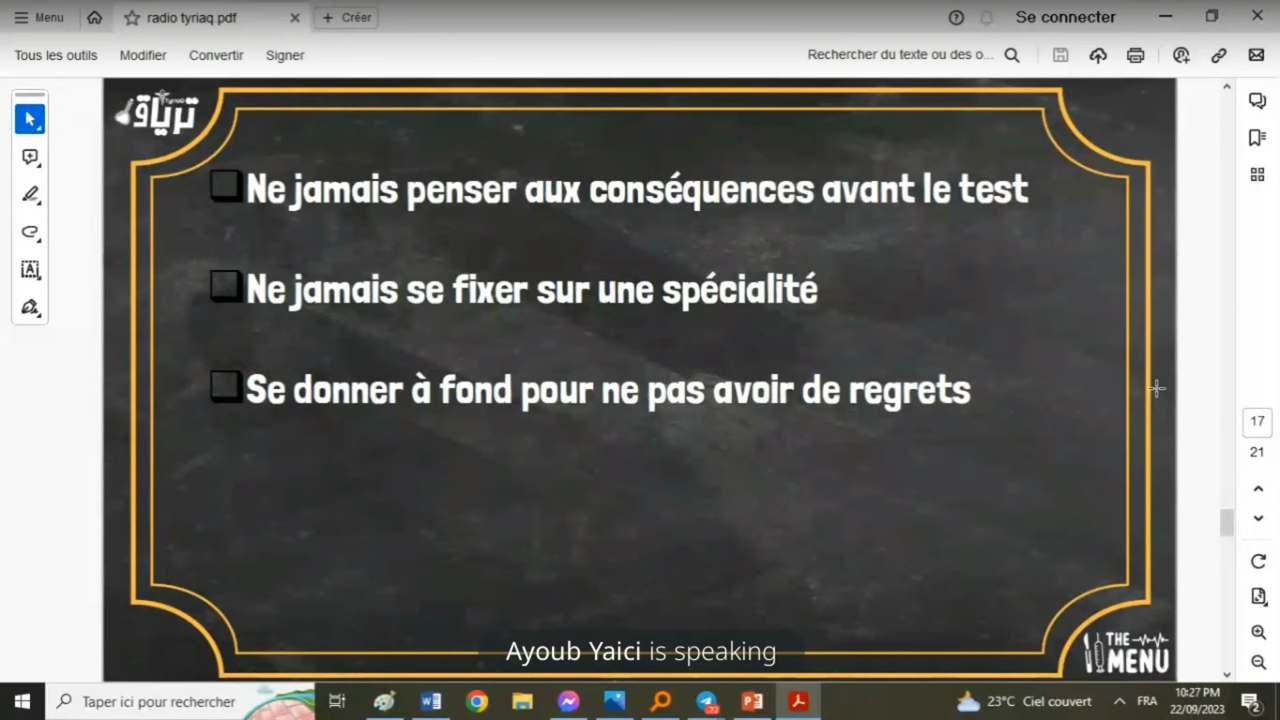 Menu
radio tyriaq.pdf
Créer
Se connecter
Tous les outils
Modifier
Convertir
Signer
Rechercher du texte ou des o...
ترياق
Tyriaq
Ne jamais penser aux conséquences avant le test
Ne jamais se fixer sur une spécialité
Se donner à fond pour ne pas avoir de regrets
17
21
Ayoub Yaici is speaking
THE
MENU
Taper ici pour rechercher
23°C Ciel couvert
FRA
10:27 PM
22/09/2023
2